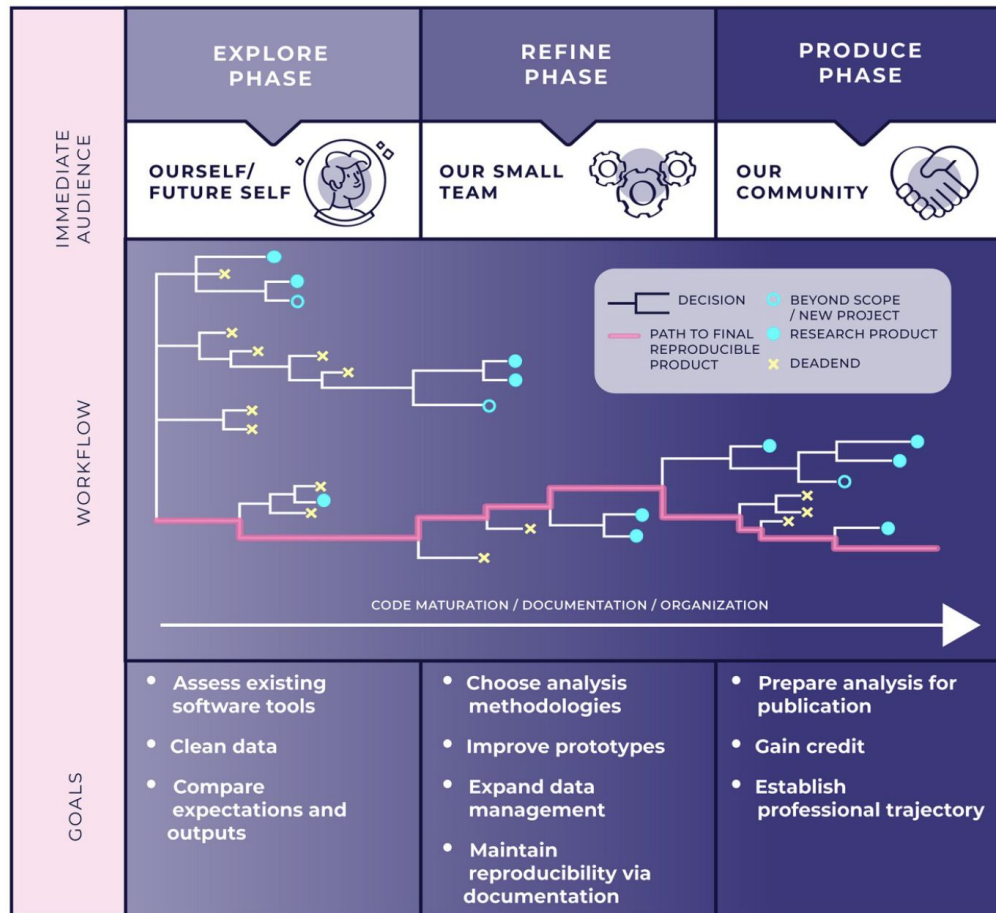 EXPLORE
PHASE
REFINE
PHASE
PRODUCE
PHASE
IMMEDIATE
AUDIENCE
OURSELF/
FUTURE SELF
OUR SMALL
TEAM
OUR
COMMUNITY
WORKFLOW
DECISION
PATH TO FINAL
REPRODUCIBLE
PRODUCT
BEYOND SCOPE
/ NEW PROJECT
RESEARCH PRODUCT
DEADEND
CODE MATURATION / DOCUMENTATION / ORGANIZATION
GOALS
• Assess existing
software tools
• Clean data
• Compare
expectations and
outputs
• Choose analysis
methodologies
• Improve prototypes
• Expand data
management
• Maintain
reproducibility via
documentation
• Prepare analysis for
publication
• Gain credit
• Establish
professional trajectory